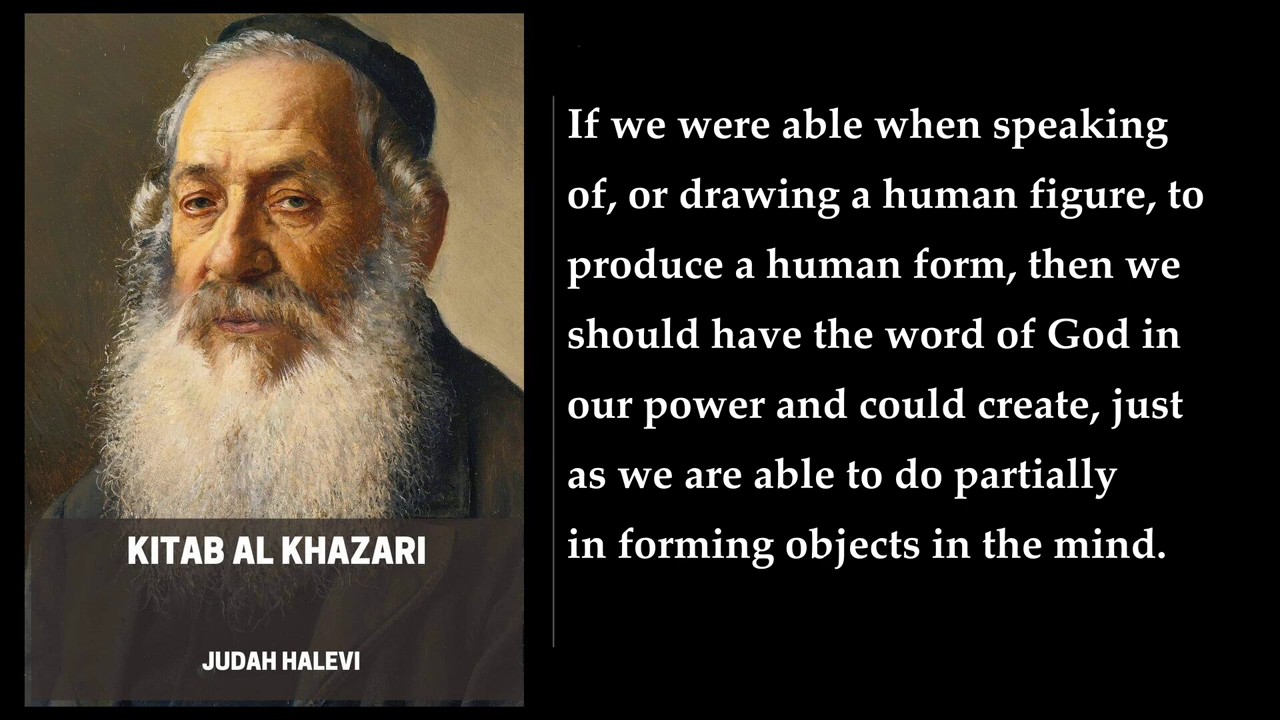 KITAB AL KHAZARI
JUDAH HALEVI
If we were able when speaking
of, or drawing a human figure, to
produce a human form, then we
should have the word of God in
our power and could create, just
as we are able to do partially
in forming objects in the mind.